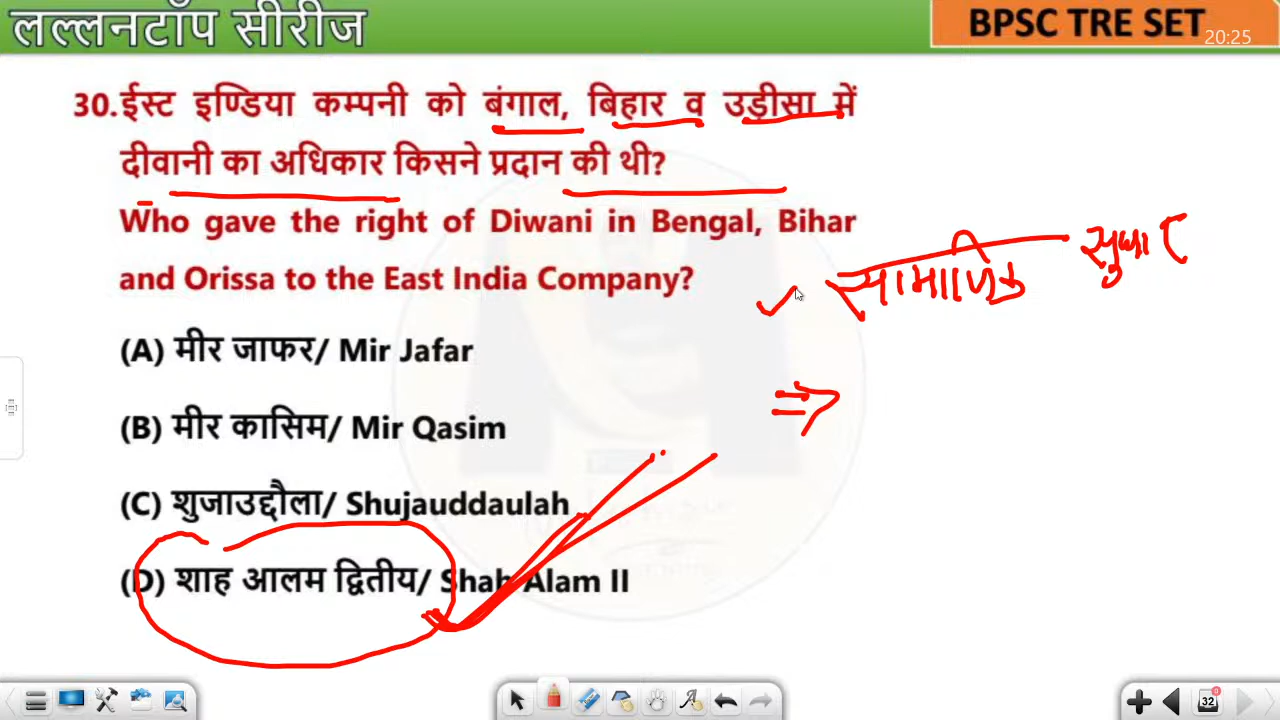 लल्लनटॉप सीरीज
BPSC TRE SET
20:25
30. ईस्ट इण्डिया कम्पनी को बंगाल, बिहार व उड़ीसा में
दीवानी का अधिकार किसने प्रदान की थी?
Who gave the right of Diwani in Bengal, Bihar
and Orissa to the East India Company?
सामाजिक सुधार
(A) मीर जाफर/ Mir Jafar
(B) मीर कासिम/ Mir Qasim
(C) शुजाउद्दौला/ Shujauddaulah
(D) शाह आलम द्वितीय/ Shah Alam II
32